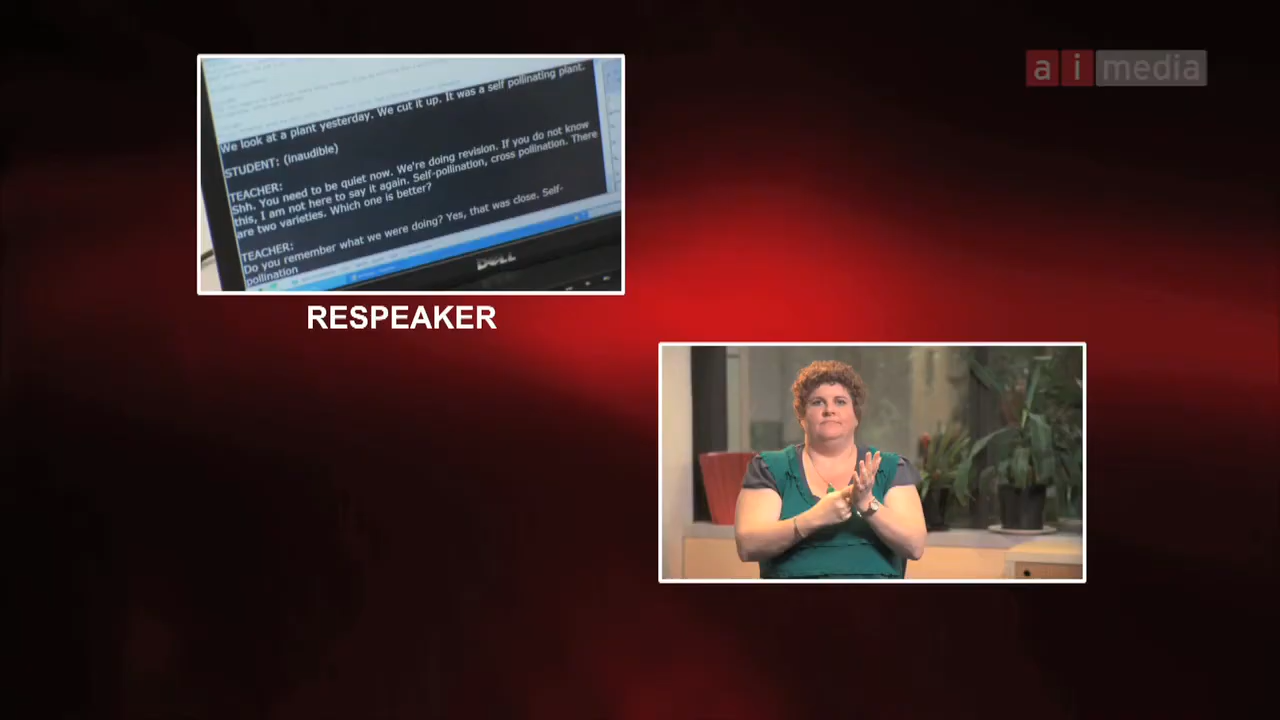 ai media
We look at a plant yesterday. We cut it up. It was a self pollinating plant.
STUDENT: (inaudible)
TEACHER:
Shh. You need to be quiet now. We're doing revision. If you do not know
this, I am not here to say it again. Self-pollination, cross pollination. There
are two varieties. Which one is better?
TEACHER:
Do you remember what we were doing? Yes, that was close. Self-
pollination
DELL
RESPEAKER